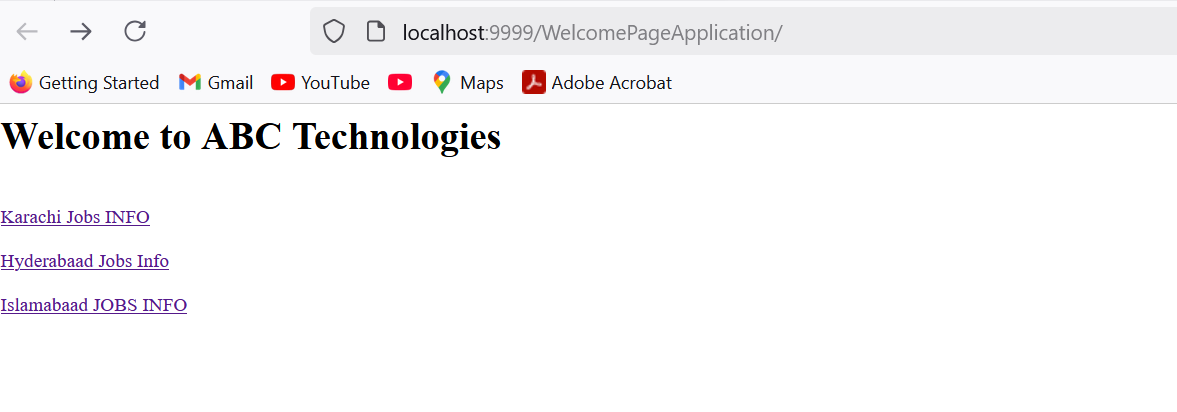 localhost:9999/WelcomePageApplication/
Getting Started Gmail YouTube Maps Adobe Acrobat
Welcome to ABC Technologies
Karachi Jobs INFO
Hyderabaad Jobs Info
Islamabaad JOBS INFO